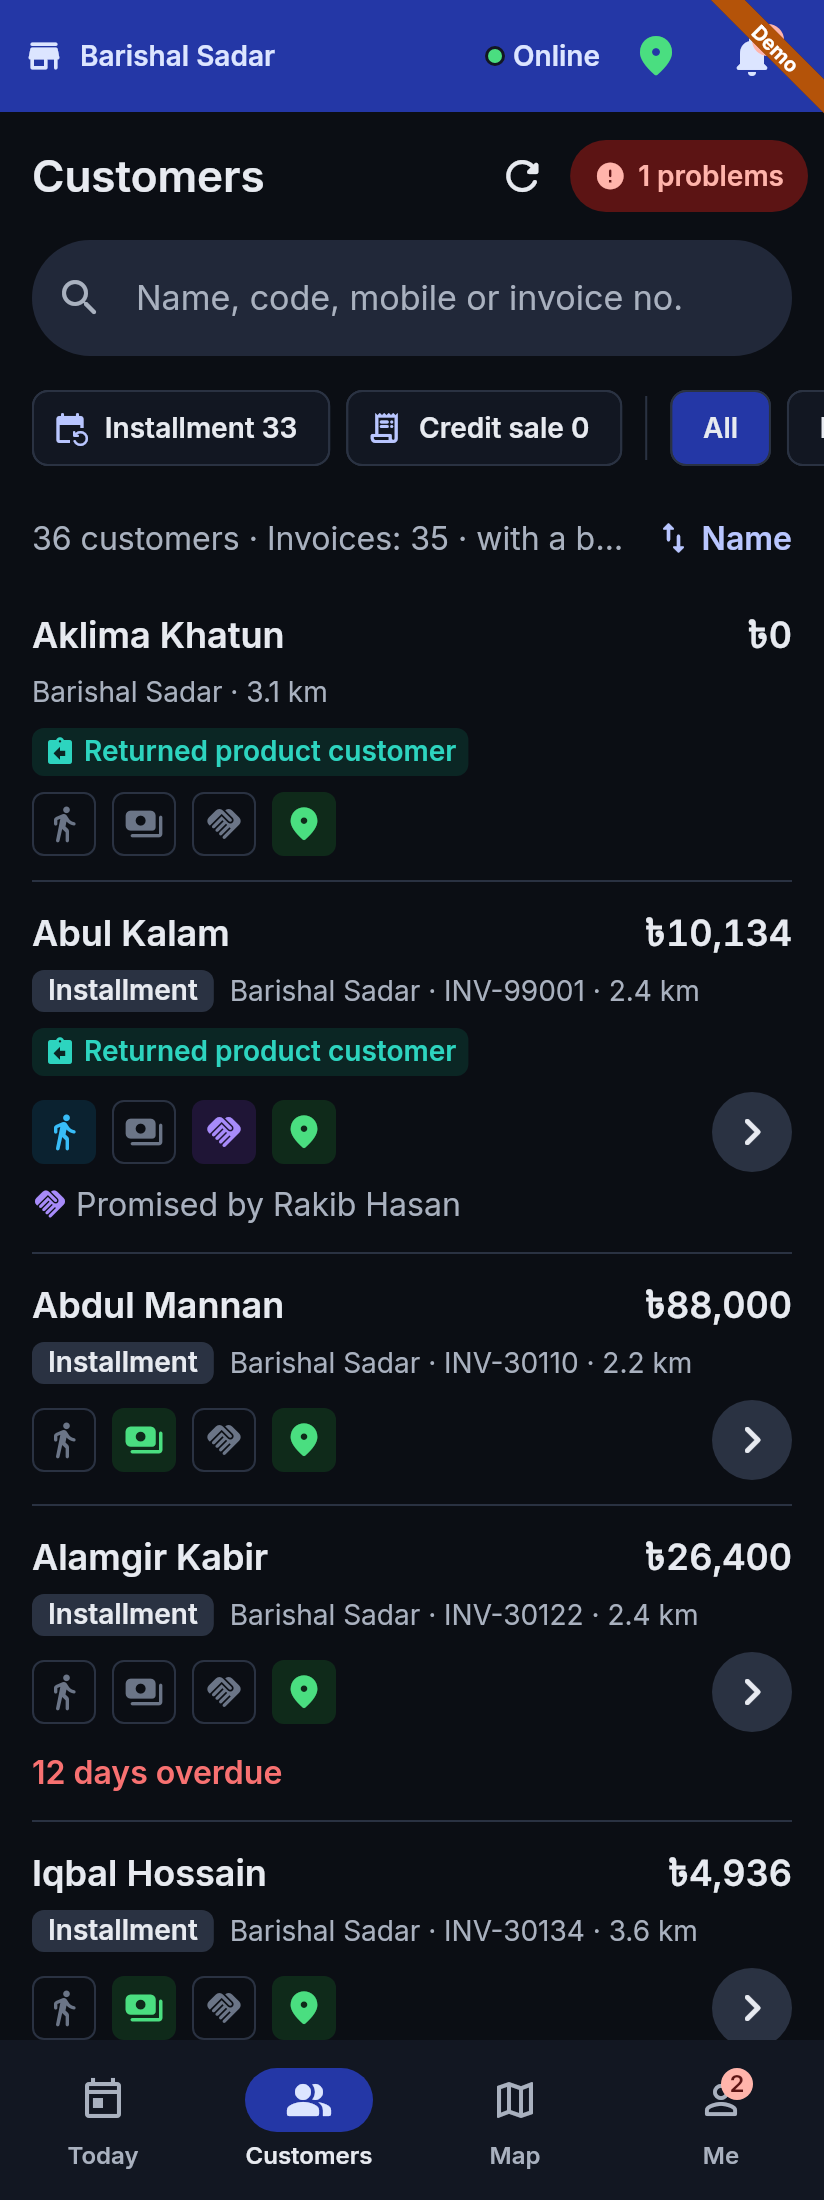 Barishal Sadar
Online
Demo
Customers
1 problems
Name, code, mobile or invoice no.
Installment 33
Credit sale 0
All
36 customers · Invoices: 35 · with a b...
Name
Aklima Khatun
৳0
Barishal Sadar · 3.1 km
Returned product customer
Abul Kalam
৳10,134
Installment
Barishal Sadar · INV-99001 · 2.4 km
Returned product customer
Promised by Rakib Hasan
Abdul Mannan
৳88,000
Installment
Barishal Sadar · INV-30110 · 2.2 km
Alamgir Kabir
৳26,400
Installment
Barishal Sadar · INV-30122 · 2.4 km
12 days overdue
Iqbal Hossain
৳4,936
Installment
Barishal Sadar · INV-30134 · 3.6 km
Today
Customers
Map
2
Me